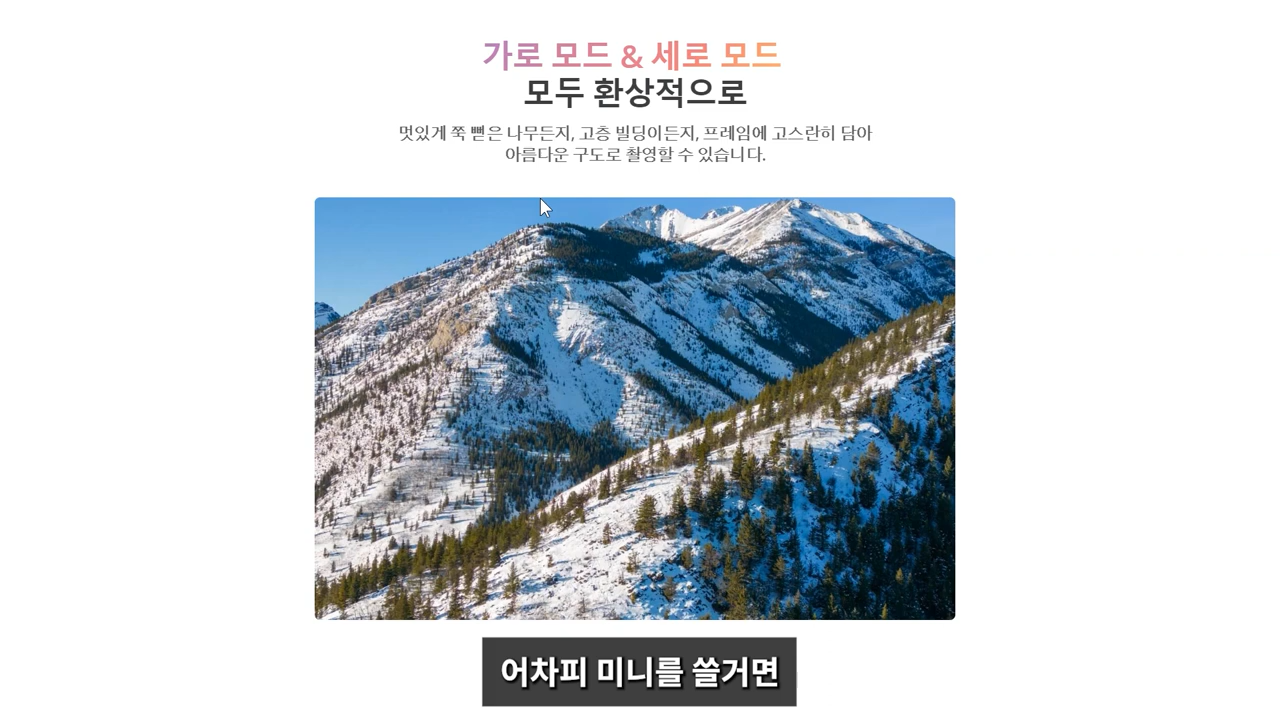 가로 모드 & 세로 모드
모두 환상적으로
멋있게 쭉 뻗은 나무든지, 고층 빌딩이든지, 프레임에 고스란히 담아
아름다운 구도로 촬영할 수 있습니다.
어차피 미니를 쓸거면